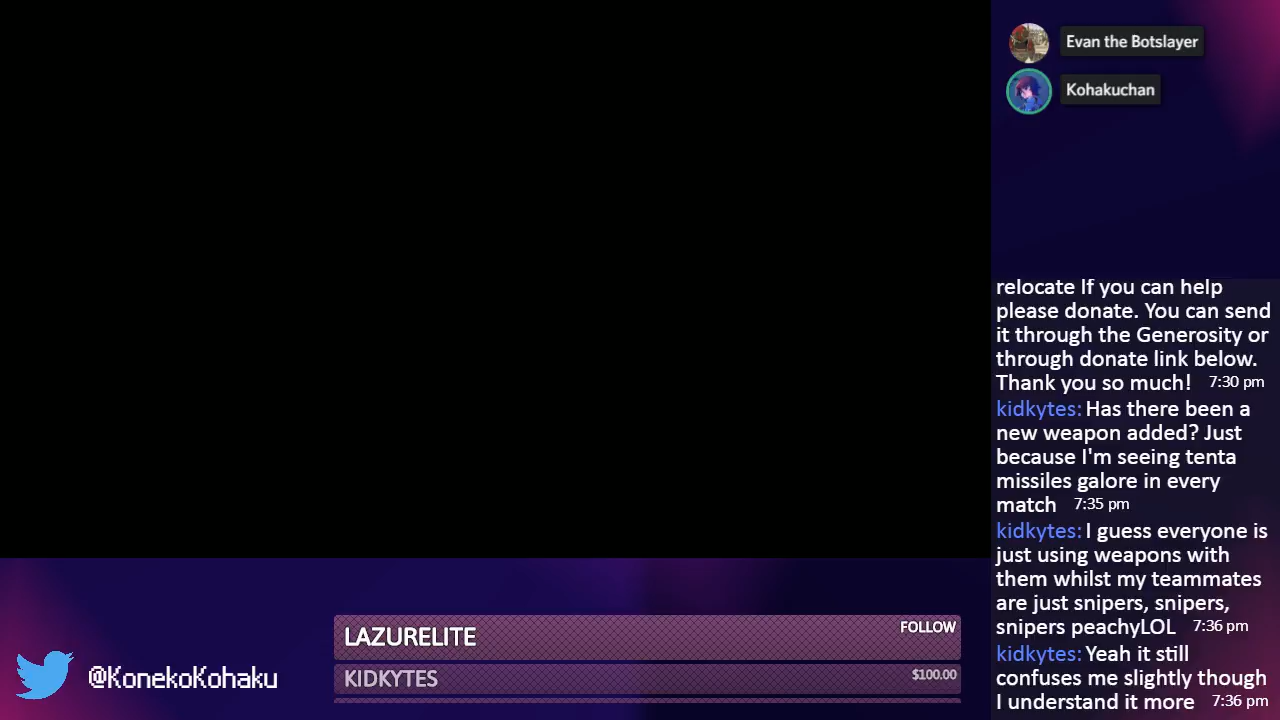 Evan the Botslayer
Kohakuchan
relocate If you can help
please donate. You can send
it through the Generosity or
through donate link below.
Thank you so much! 7:30 pm
kidkytes: Has there been a
new weapon added? Just
because I'm seeing tenta
missiles galore in every
match 7:35 pm
kidkytes: I guess everyone is
just using weapons with
them whilst my teammates
are just snipers, snipers,
snipers peachyLOL 7:36 pm
kidkytes: Yeah it still
confuses me slightly though
I understand it more 7:36 pm
LAZURELITE FOLLOW
KIDKYTES $100.00
@KonekoKohaku